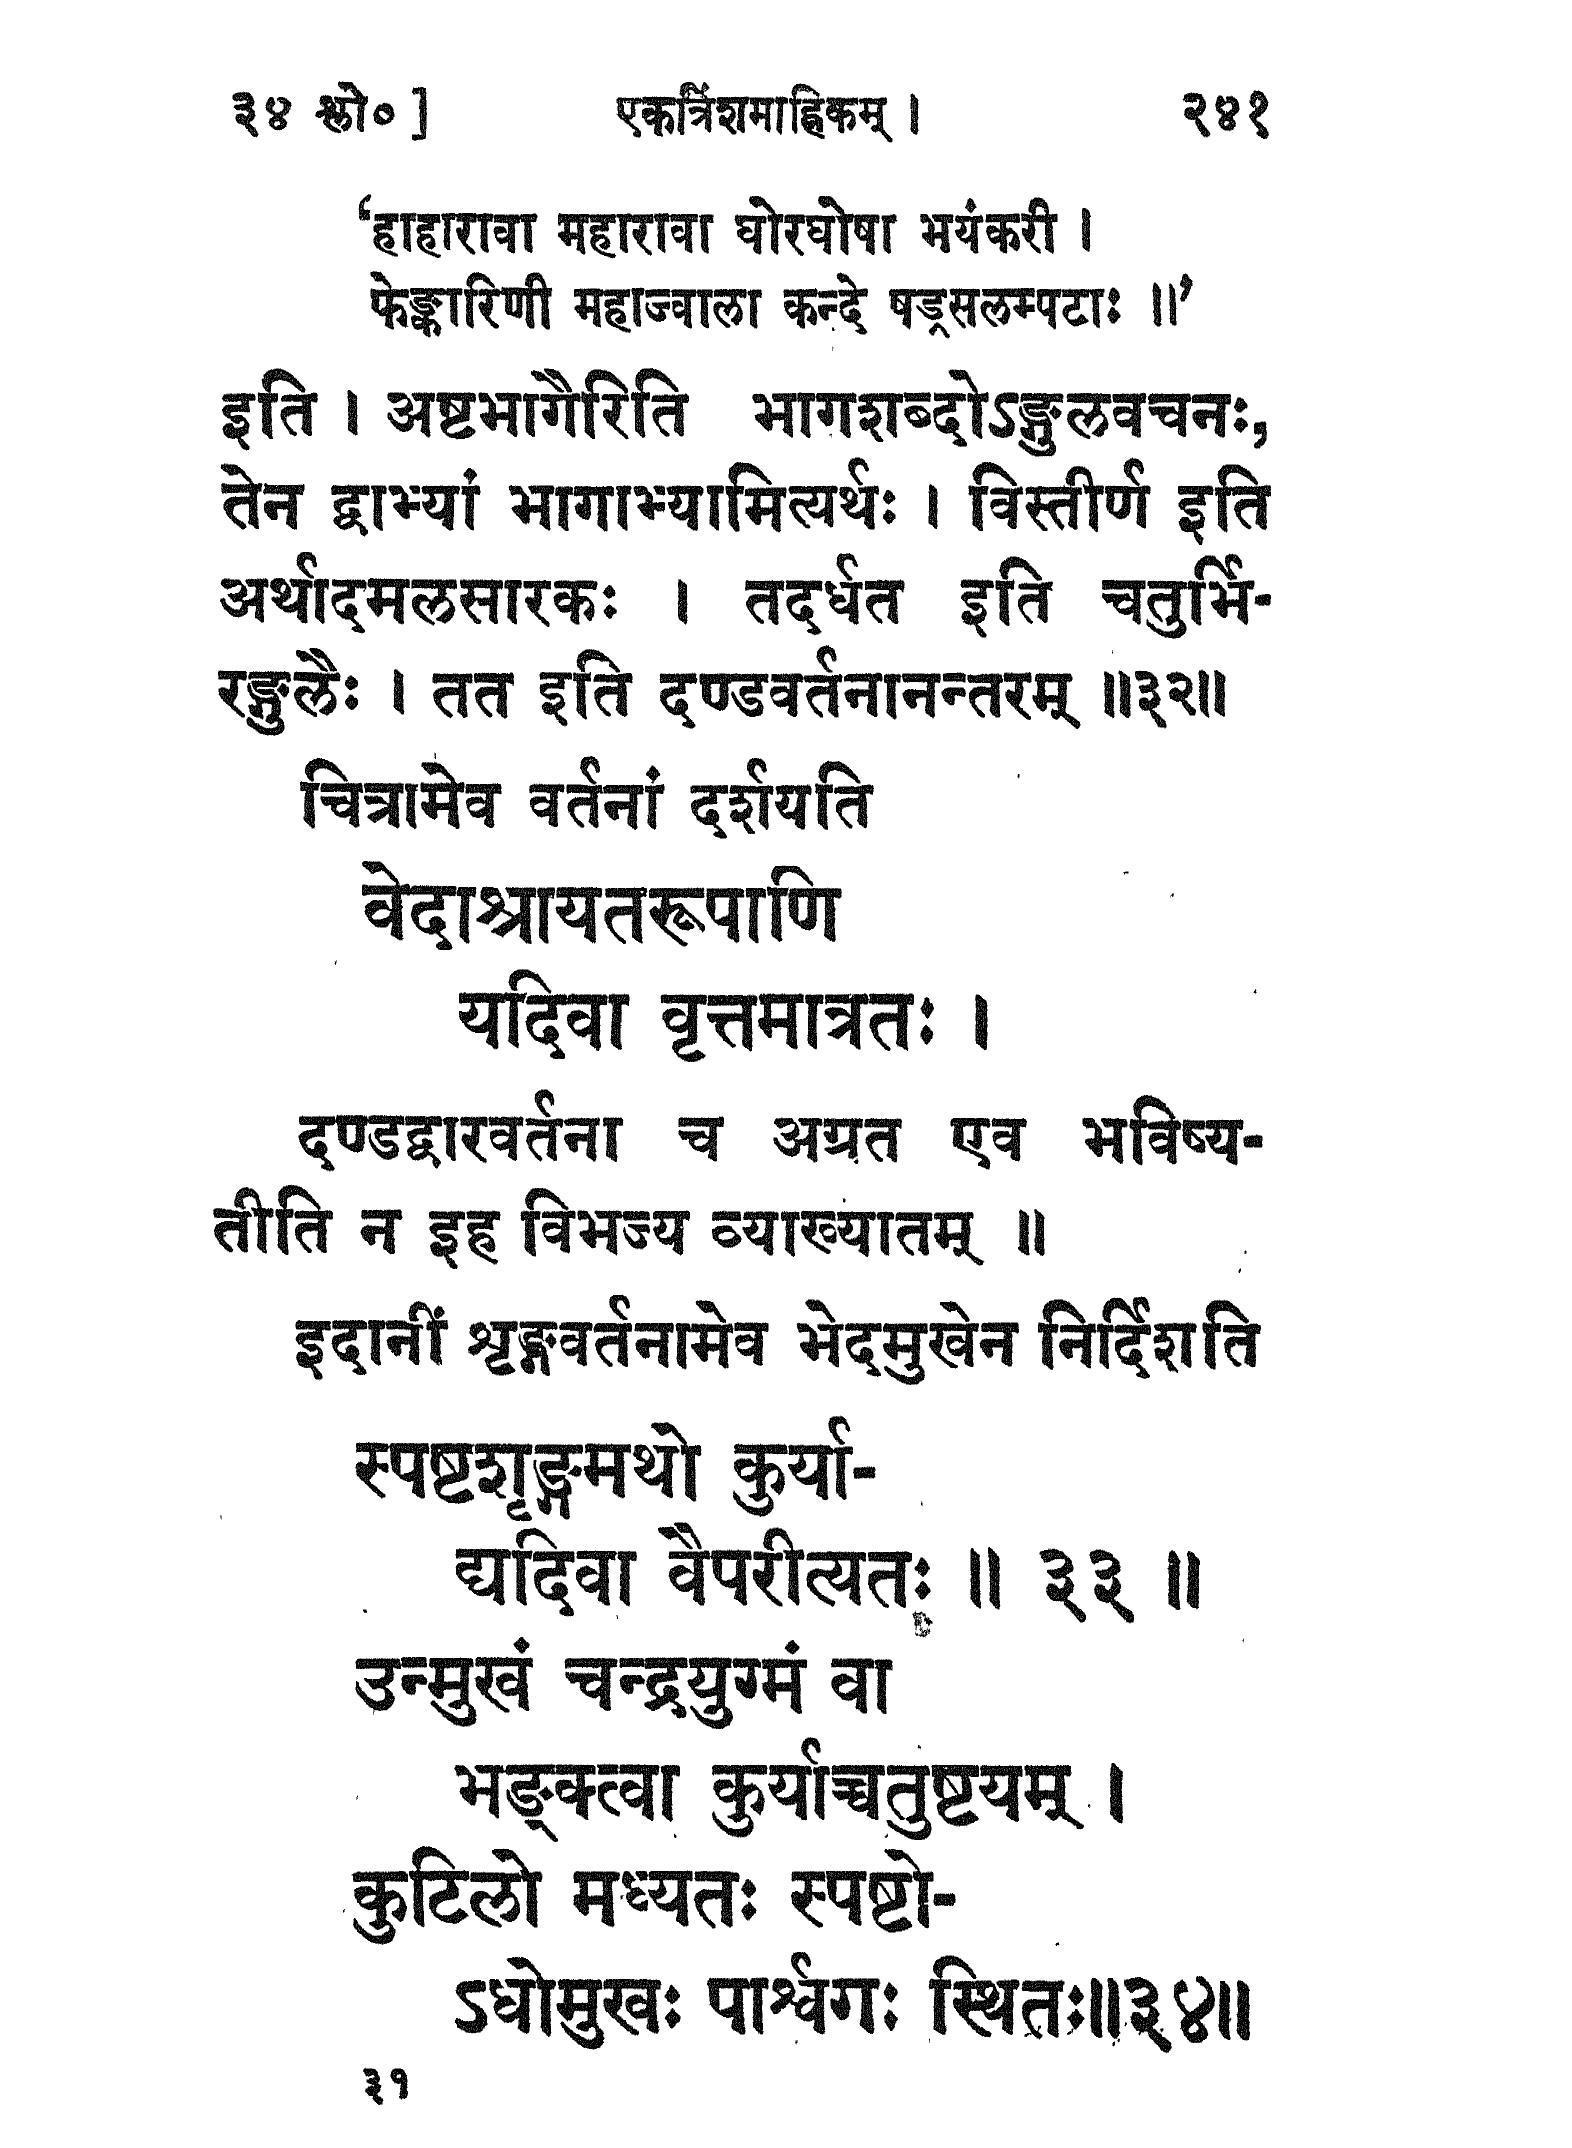 ३४ श्लो० ]
एकत्रिंशमाह्निकम् ।
२४१
‘हाहारावा महारावा घोरघोषा भयंकरी ।
फेङ्कारिणी महाज्वाला कन्दे षड्रसलम्पटाः ॥’
इति । अष्टभागैरिति भागशब्दोऽङ्गुलवचनः,
तेन द्वाभ्यां भागाभ्यामित्यर्थः । विस्तीर्ण इति
अर्थादमलसारकः । तदर्धत इति चतुर्भि-
रङ्गुलैः । तत इति दण्डवर्तनानन्तरम् ॥३२॥
चित्रामेव वर्तनां दर्शयति
वेदाश्रायतरूपाणि
यदिवा वृत्तमात्रतः ।
दण्डद्वारवर्तना च अग्रत एव भविष्य-
तीति न इह विभज्य व्याख्यातम् ॥
इदानीं शृङ्गवर्तनामेव भेदमुखेन निर्दिशति
स्पष्टशृङ्गमथो कुर्या-
द्यदिवा वैपरीत्यतः ॥ ३३ ॥
उन्मुखं चन्द्रयुग्मं वा
भङ्क्त्वा कुर्याच्चतुष्टयम् ।
कुटिलो मध्यतः स्पष्टो-
ऽधोमुखः पार्श्वगः स्थितः॥३४॥
३१